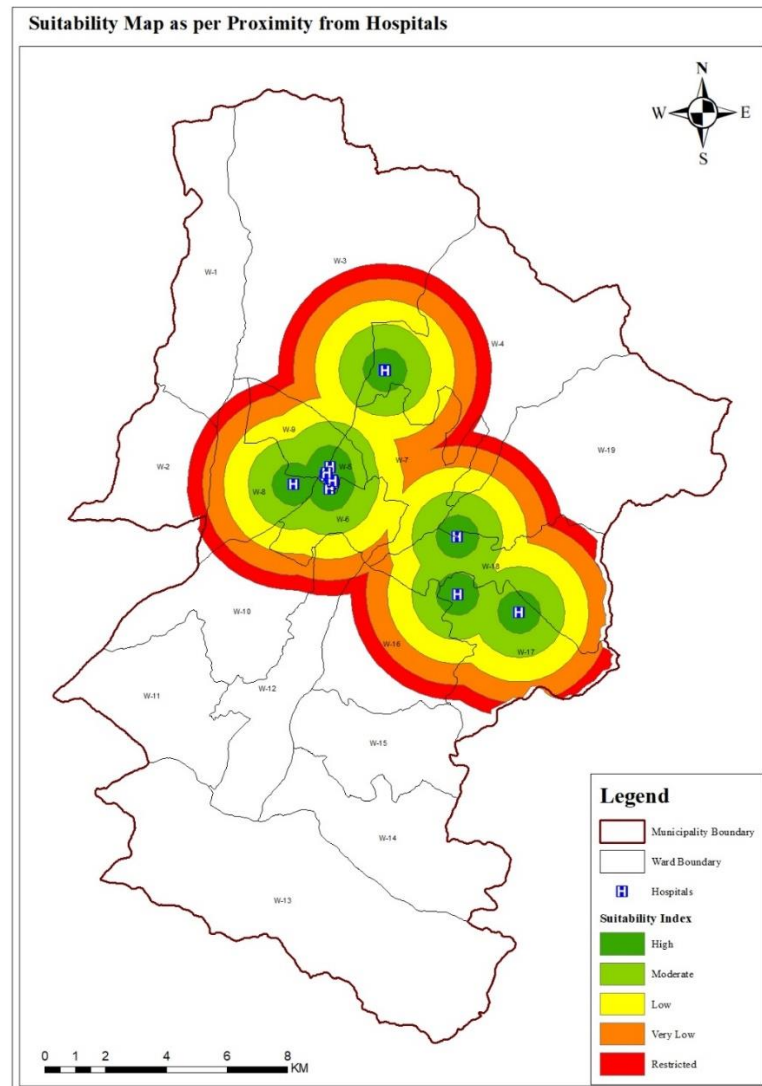 Suitability Map as per Proximity from Hospitals
N
W E
S
W-1
W-3
W-4
W-19
W-2
W-9
W-7
W-5
W-8
W-6
W-18
W-10
W-16
W-17
W-11
W-12
W-15
W-14
W-13
H
H
H
H
H
H
H
Legend
Municipality Boundary
Ward Boundary
H Hospitals
Suitability Index
High
Moderate
Low
Very Low
Restricted
0 1 2 4 6 8
KM